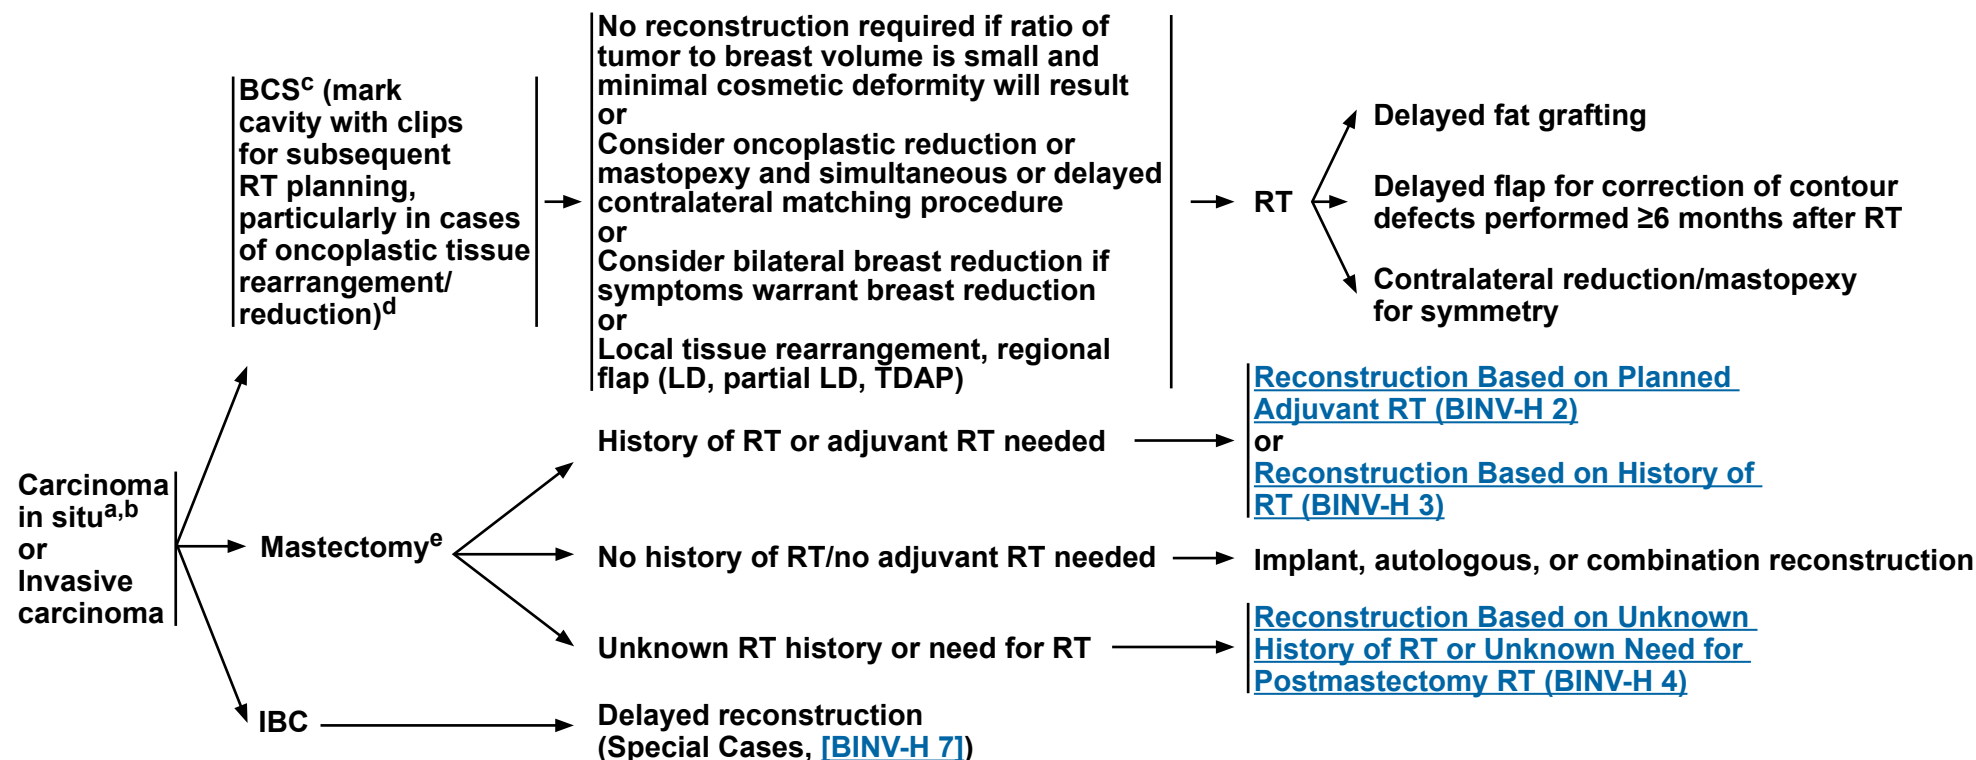 Carcinoma
in situa,b
or
Invasive
carcinoma
BCSc (mark
cavity with clips
for subsequent
RT planning,
particularly in cases
of oncoplastic tissue
rearrangement/
reduction)d
No reconstruction required if ratio of
tumor to breast volume is small and
minimal cosmetic deformity will result
or
Consider oncoplastic reduction or
mastopexy and simultaneous or delayed
contralateral matching procedure
or
Consider bilateral breast reduction if
symptoms warrant breast reduction
or
Local tissue rearrangement, regional
flap (LD, partial LD, TDAP)
RT
Delayed fat grafting
Delayed flap for correction of contour
defects performed ≥6 months after RT
Contralateral reduction/mastopexy
for symmetry
Mastectomye
History of RT or adjuvant RT needed
Reconstruction Based on Planned
Adjuvant RT (BINV-H 2)
or
Reconstruction Based on History of
RT (BINV-H 3)
No history of RT/no adjuvant RT needed
Implant, autologous, or combination reconstruction
Unknown RT history or need for RT
Reconstruction Based on Unknown
History of RT or Unknown Need for
Postmastectomy RT (BINV-H 4)
IBC
Delayed reconstruction
(Special Cases, [BINV-H 7])